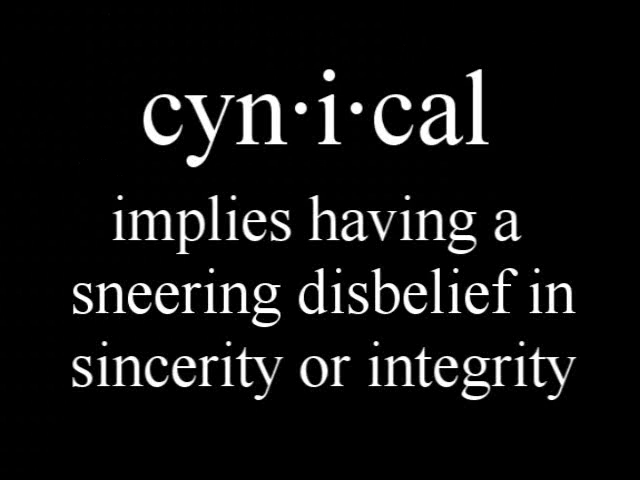 cyn·i·cal
implies having a
sneering disbelief in
sincerity or integrity